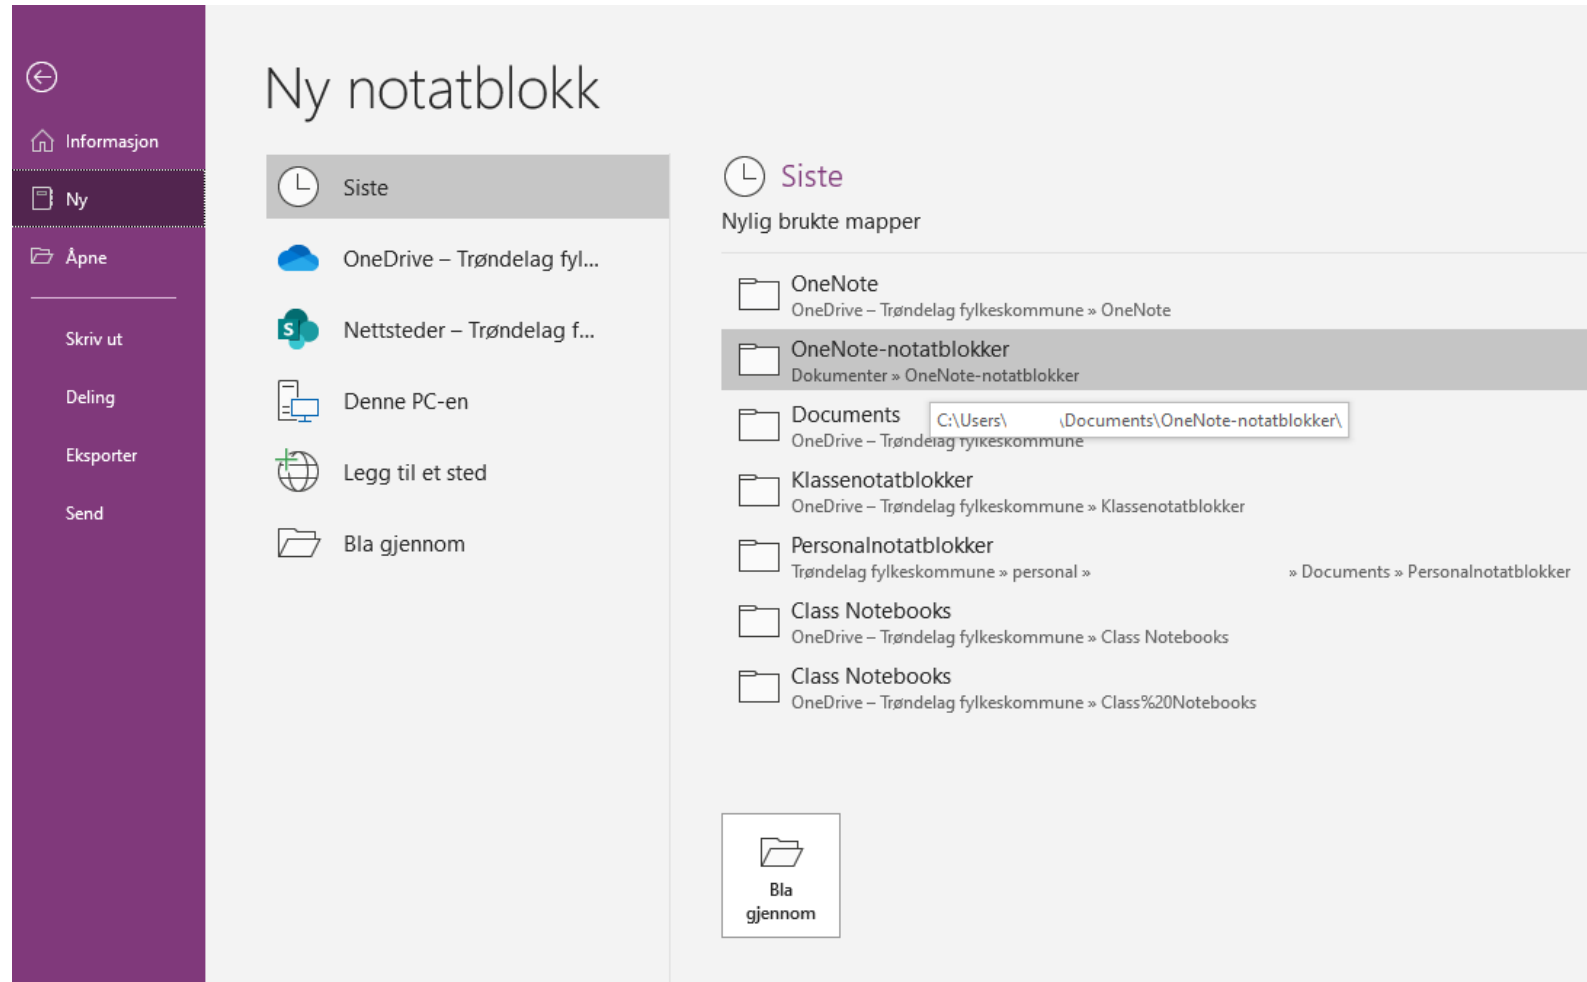 Ny notatblokk
Informasjon
Ny
Åpne
Skriv ut
Deling
Eksporter
Send
Siste
OneDrive – Trøndelag fyl...
Nettsteder – Trøndelag f...
Denne PC-en
Legg til et sted
Bla gjennom
Siste
Nylig brukte mapper
OneNote
OneDrive – Trøndelag fylkeskommune » OneNote
OneNote-notatblokker
Dokumenter » OneNote-notatblokker
Documents
C:\Users\ \Documents\OneNote-notatblokker\
OneDrive – Trøndelag fylkeskommune
Klassenotatblokker
OneDrive – Trøndelag fylkeskommune » Klassenotatblokker
Personalnotatblokker
Trøndelag fylkeskommune » personal » » Documents » Personalnotatblokker
Class Notebooks
OneDrive – Trøndelag fylkeskommune » Class Notebooks
Class Notebooks
OneDrive – Trøndelag fylkeskommune » Class%20Notebooks
Bla
gjennom